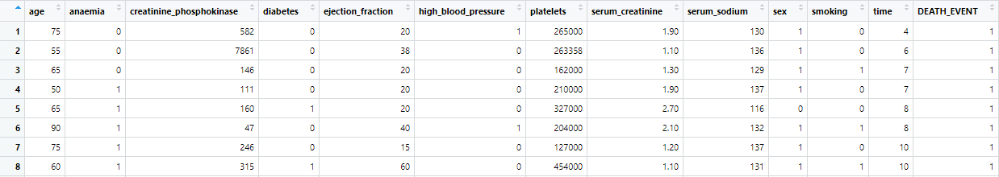 age anaemia creatinine_phosphokinase diabetes ejection_fraction high_blood_pressure platelets serum_creatinine serum_sodium sex smoking time DEATH_EVENT
1 75 0 582 0 20 1 265000 1.90 130 1 0 4 1
2 55 0 7861 0 38 0 263358 1.10 136 1 0 6 1
3 65 0 146 0 20 0 162000 1.30 129 1 1 7 1
4 50 1 111 0 20 0 210000 1.90 137 1 0 7 1
5 65 1 160 1 20 0 327000 2.70 116 0 0 8 1
6 90 1 47 0 40 1 204000 2.10 132 1 1 8 1
7 75 1 246 0 15 0 127000 1.20 137 1 0 10 1
8 60 1 315 1 60 0 454000 1.10 131 1 1 10 1